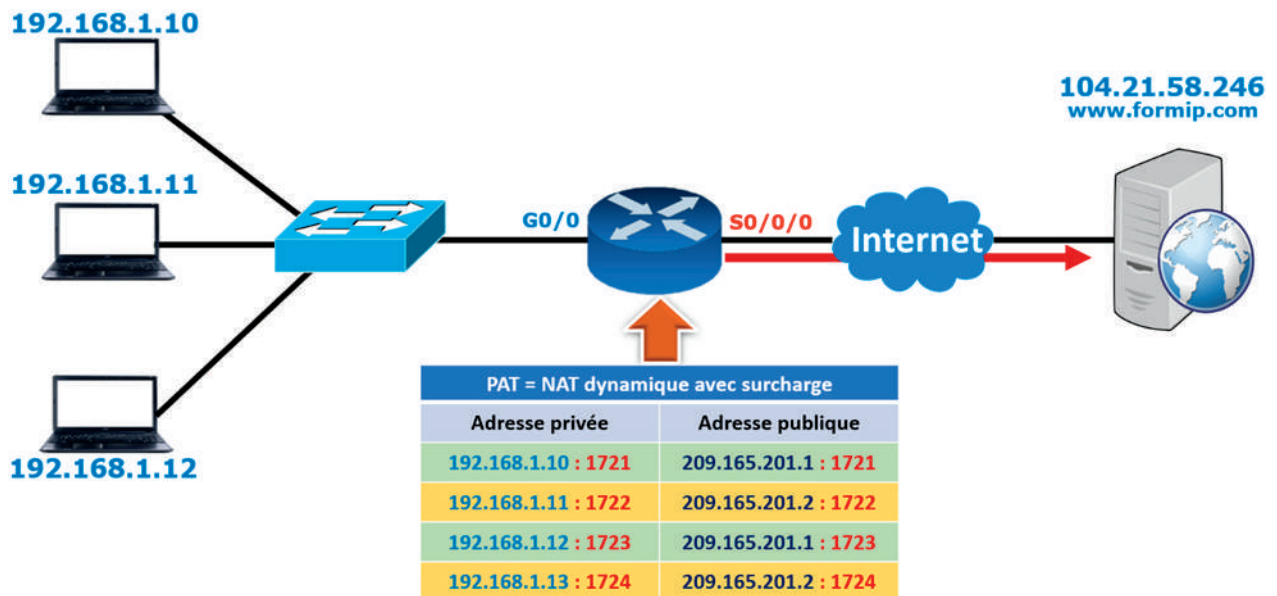 192.168.1.10
104.21.58.246
www.formip.com
192.168.1.11
G0/0
S0/0/0
Internet
192.168.1.12
PAT = NAT dynamique avec surcharge
Adresse privée Adresse publique
192.168.1.10 : 1721 209.165.201.1 : 1721
192.168.1.11 : 1722 209.165.201.2 : 1722
192.168.1.12 : 1723 209.165.201.1 : 1723
192.168.1.13 : 1724 209.165.201.2 : 1724